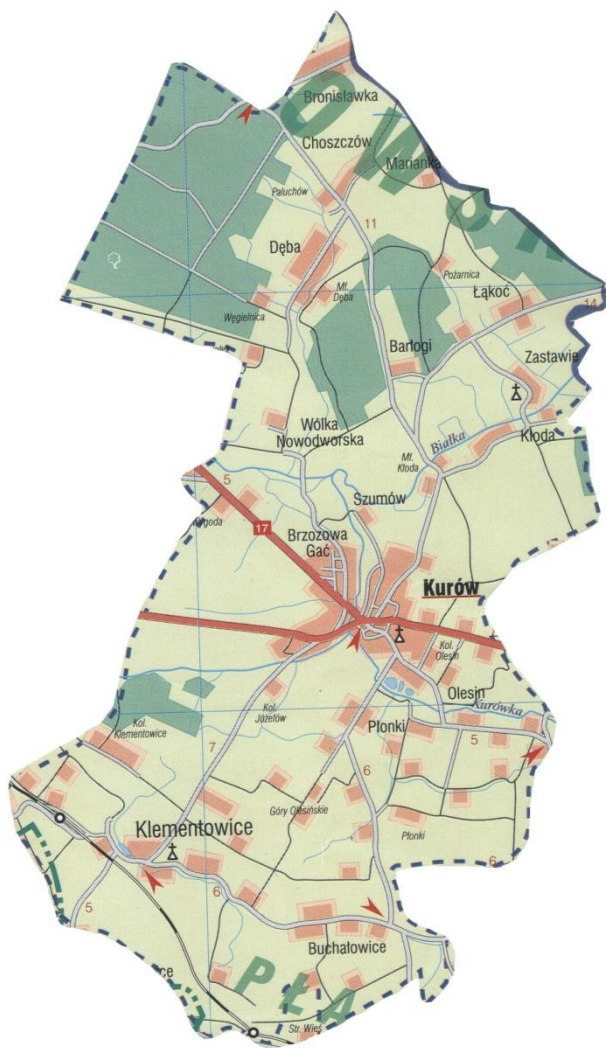 Bronisławka
Choszczów
Marianka
Paluchów
11
Dęba
Pożarnica
Mł.
Dęba
Łąkoć
14
Węgielnica
Barłogi
Zastawie
Wólka
Nowodworska
Białka
Kłoda
Mł.
Kłoda
5
Szumów
17
Brzozowa
Gać
Kurów
Kol.
Olesin
Olesin
Kurówka
Kol.
Józefów
Płonki
5
Kol.
Klementowice
7
6
Góry Olesińskie
Klementowice
Płonki
6
6
5
Buchałowice
PŁA
Str. Wieś